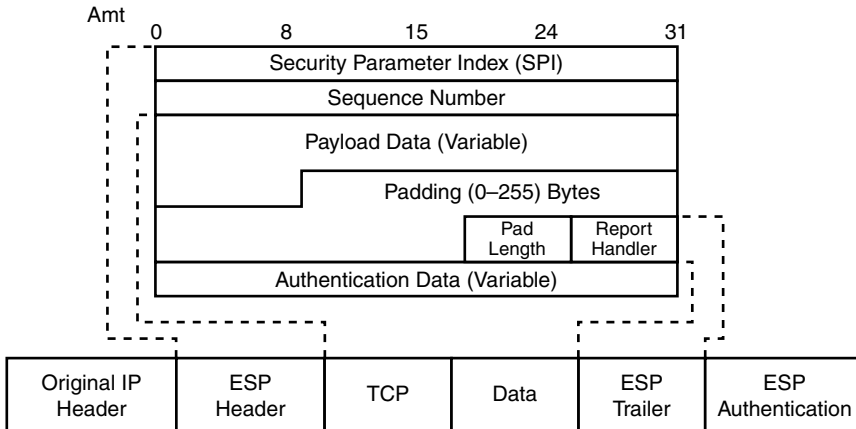 Amt
0 8 15 24 31
Security Parameter Index (SPI)
Sequence Number
Payload Data (Variable)
Padding (0–255) Bytes
Pad Length
Report Handler
Authentication Data (Variable)
Original IP Header
ESP Header
TCP
Data
ESP Trailer
ESP Authentication